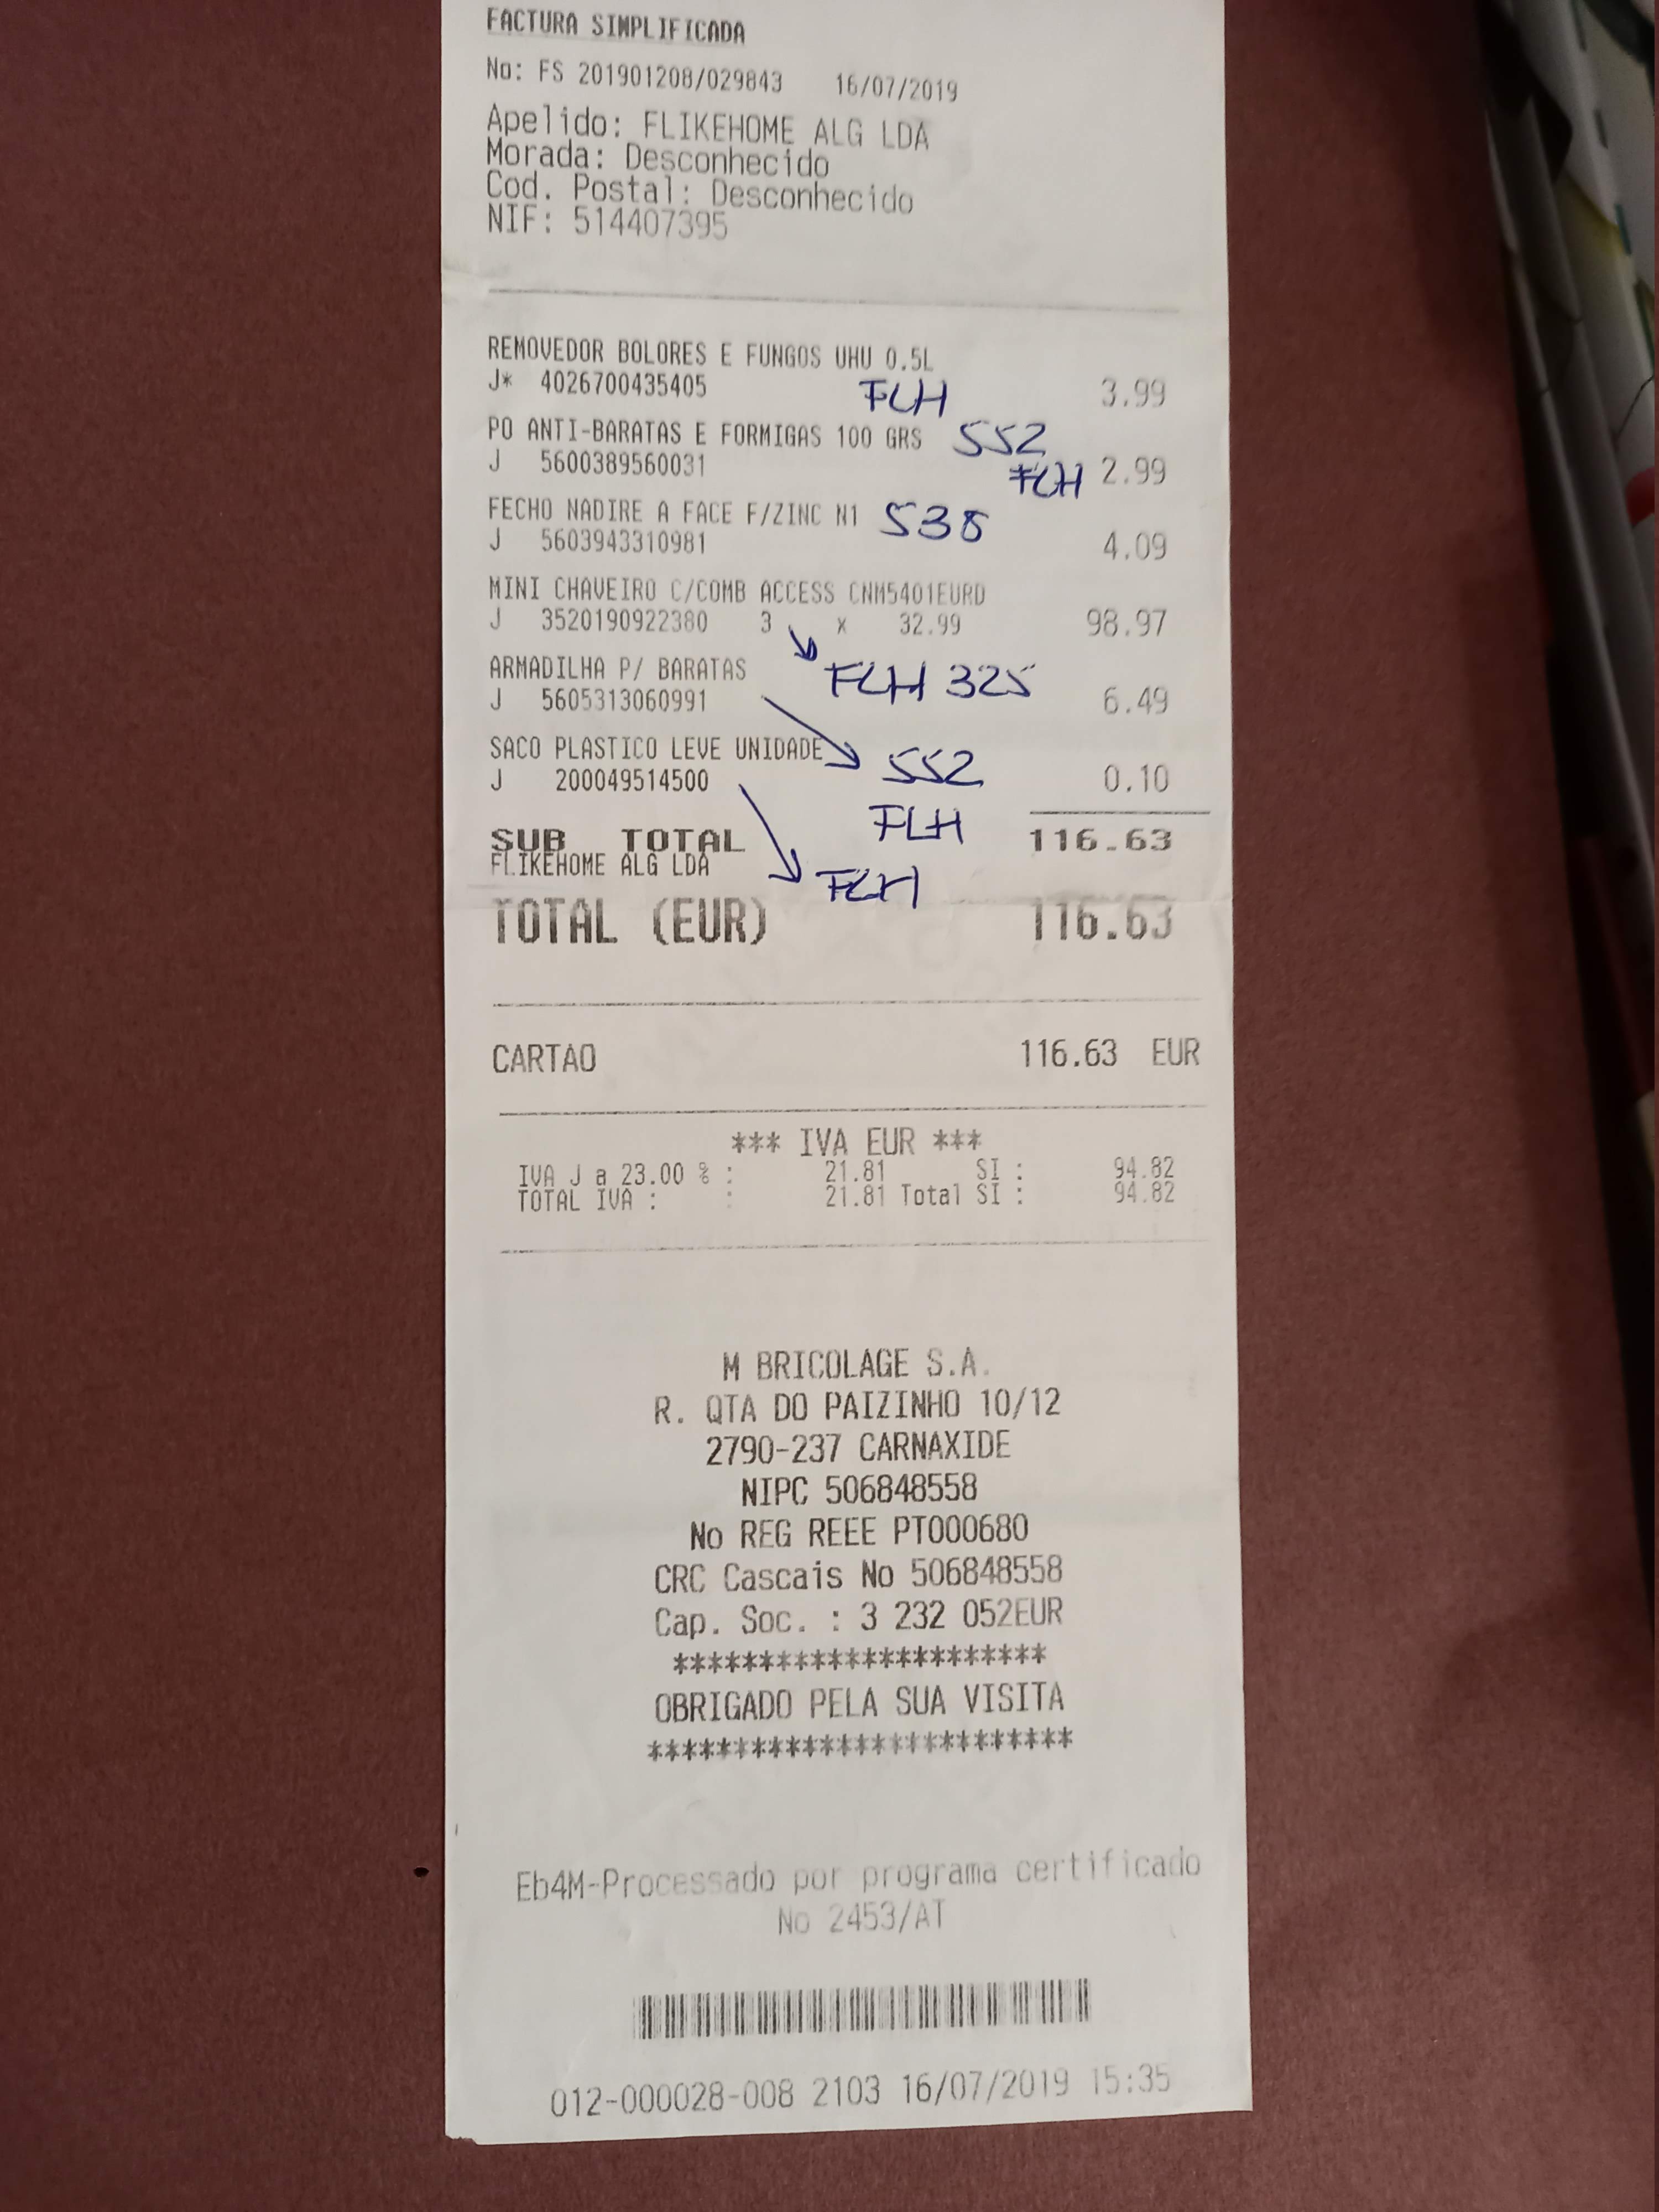 FACTURA SIMPLIFICADA
No: FS 201901208/029843 16/07/2019
Apelido: FLIKEHOME ALG LDA
Morada: Desconhecido
Cod. Postal: Desconhecido
NIF: 514407395
REMOVEDOR BOLORES E FUNGOS UHU 0.5L
J* 4026700435405 FLH 3.99
PO ANTI-BARATAS E FORMIGAS 100 GRS 552
J 5600389560031 FLH 2.99
FECHO NADIRE A FACE F/ZINC N1 538
J 5603943310981 4.09
MINI CHAVEIRO C/COMB ACCESS CNM5401EURD
J 3520190922380 3 x 32.99 98.97
ARMADILHA P/ BARATAS FLH 325
J 5605313060991 6.49
SACO PLASTICO LEVE UNIDADE 552
J 200049514500 0.10
FLH
SUB TOTAL 116.63
FLIKEHOME ALG LDA
FLH
TOTAL (EUR) 116.63
CARTAO 116.63 EUR
*** IVA EUR ***
IVA J a 23.00 % : 21.81 SI : 94.82
TOTAL IVA : : 21.81 Total SI : 94.82
M BRICOLAGE S.A.
R. QTA DO PAIZINHO 10/12
2790-237 CARNAXIDE
NIPC 506848558
No REG REEE PT000680
CRC Cascais No 506848558
Cap. Soc. : 3 232 052EUR
**********************
OBRIGADO PELA SUA VISITA
*************************
Eb4M-Processado por programa certificado
No 2453/AT
012-000028-008 2103 16/07/2019 15:35